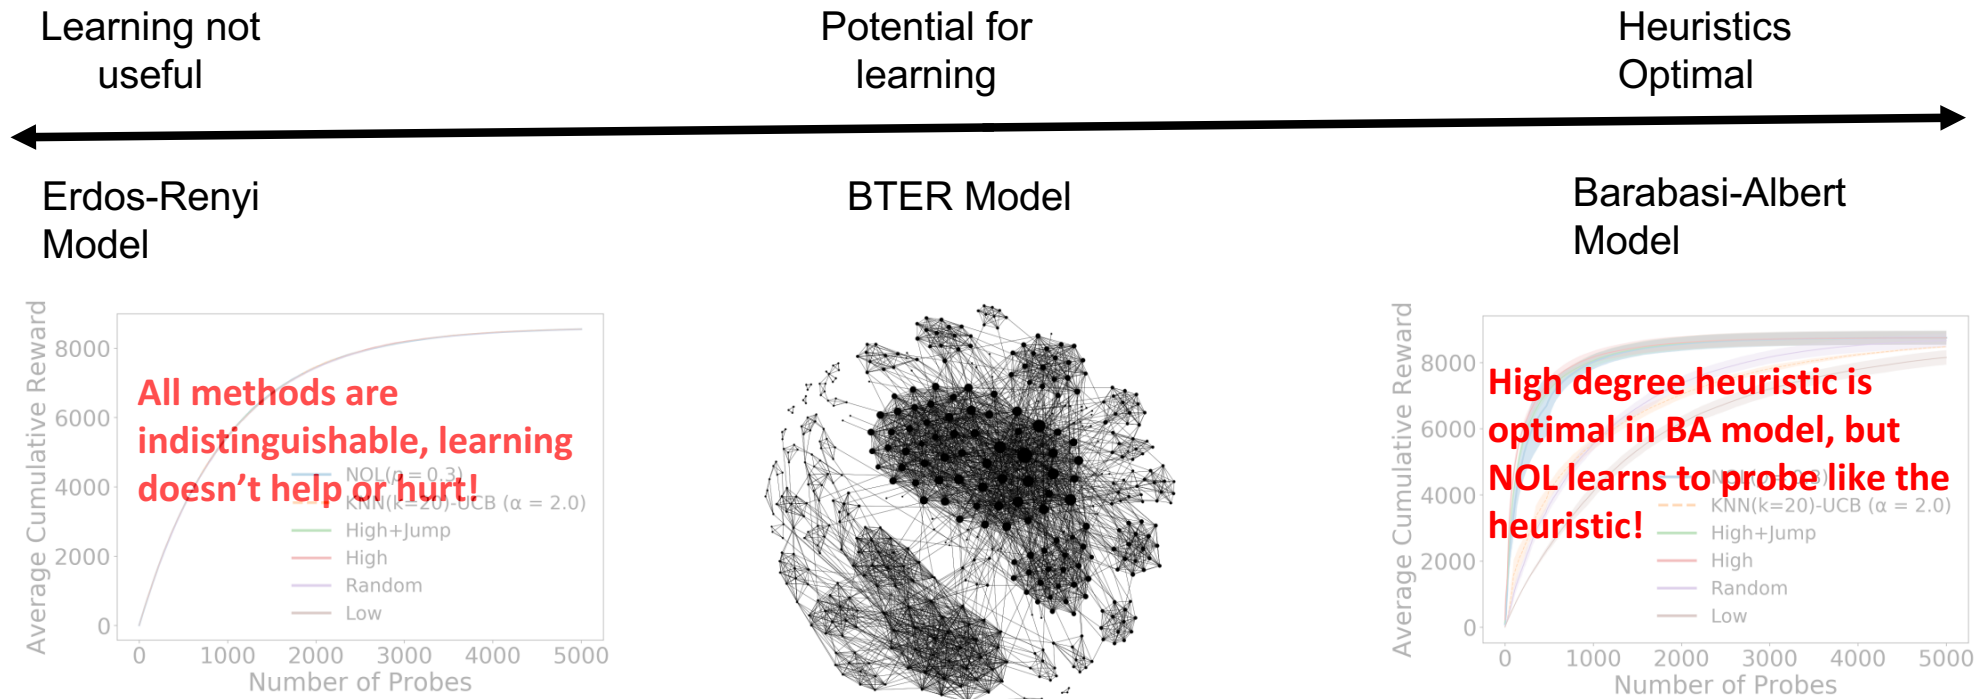 Learning not
useful
Potential for
learning
Heuristics
Optimal
Erdos-Renyi
Model
BTER Model
Barabasi-Albert
Model
Average Cumulative Reward
8000
6000
4000
2000
0
All methods are
indistinguishable, learning
doesn't help or hurt!
NOL(p = 0.3)
KNN(k=20)-UCB (α = 2.0)
High+Jump
High
Random
Low
0 1000 2000 3000 4000 5000
Number of Probes
Average Cumulative Reward
8000
6000
4000
2000
0
High degree heuristic is
optimal in BA model, but
NOL learns to probe like the
heuristic!
KNN(k=20)-UCB (α = 2.0)
High+Jump
High
Random
Low
0 1000 2000 3000 4000 5000
Number of Probes